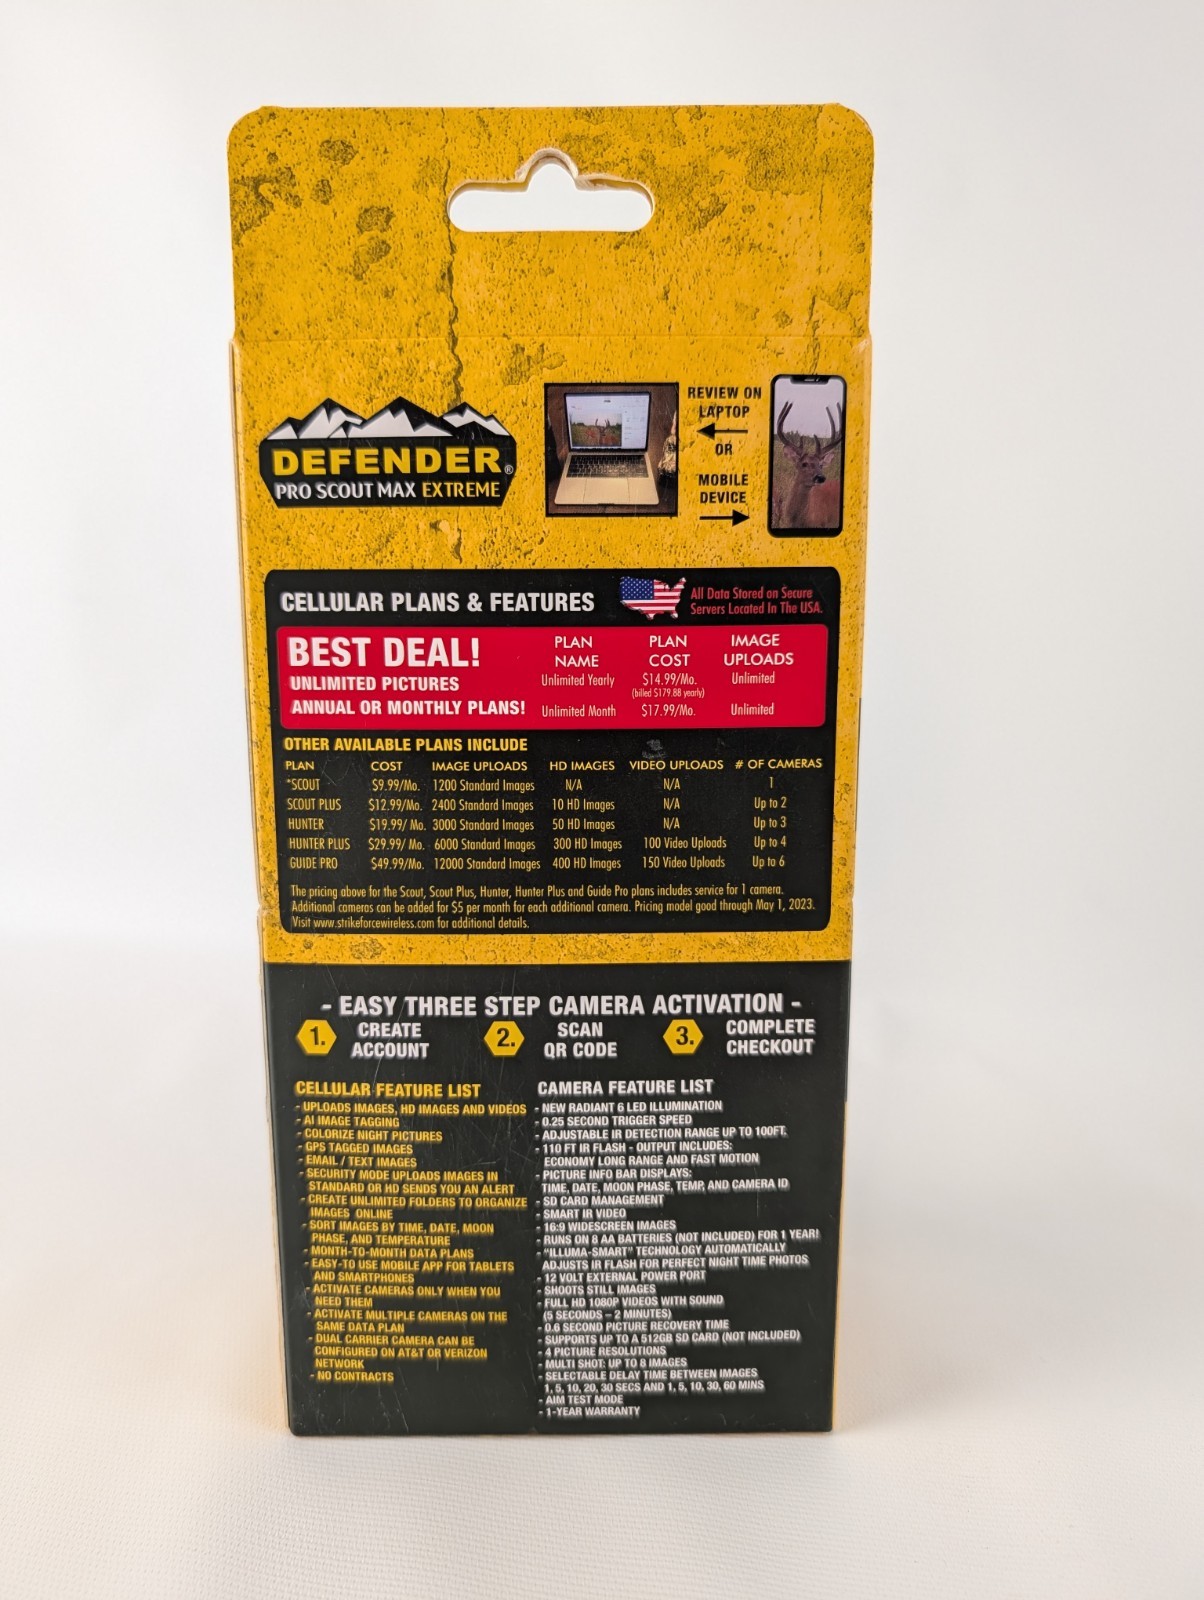 DEFENDER®
PRO SCOUT MAX EXTREME
REVIEW ON
LAPTOP
OR
MOBILE
DEVICE
CELLULAR PLANS & FEATURES
All Data Stored on Secure
Servers Located In The USA.
BEST DEAL!
UNLIMITED PICTURES
ANNUAL OR MONTHLY PLANS!
PLAN NAME PLAN COST IMAGE UPLOADS
Unlimited Yearly $14.99/Mo. Unlimited
(billed $179.88 yearly)
Unlimited Month $17.99/Mo. Unlimited
OTHER AVAILABLE PLANS INCLUDE
PLAN COST IMAGE UPLOADS HD IMAGES VIDEO UPLOADS # OF CAMERAS
*SCOUT $9.99/Mo. 1200 Standard Images N/A N/A 1
SCOUT PLUS $12.99/Mo. 2400 Standard Images 10 HD Images N/A Up to 2
HUNTER $19.99/ Mo. 3000 Standard Images 50 HD Images N/A Up to 3
HUNTER PLUS $29.99/ Mo. 6000 Standard Images 300 HD Images 100 Video Uploads Up to 4
GUIDE PRO $49.99/Mo. 12000 Standard Images 400 HD Images 150 Video Uploads Up to 6
The pricing above for the Scout, Scout Plus, Hunter, Hunter Plus and Guide Pro plans includes service for 1 camera.
Additional cameras can be added for $5 per month for each additional camera. Pricing model good through May 1, 2023.
Visit www.strikeforcewireless.com for additional details.
- EASY THREE STEP CAMERA ACTIVATION -
1. CREATE ACCOUNT
2. SCAN QR CODE
3. COMPLETE CHECKOUT
CELLULAR FEATURE LIST
- UPLOADS IMAGES, HD IMAGES AND VIDEOS
- AI IMAGE TAGGING
- COLORIZE NIGHT PICTURES
- GPS TAGGED IMAGES
- EMAIL / TEXT IMAGES
- SECURITY MODE UPLOADS IMAGES IN
STANDARD OR HD SENDS YOU AN ALERT
- CREATE UNLIMITED FOLDERS TO ORGANIZE
IMAGES ONLINE
- SORT IMAGES BY TIME, DATE, MOON
PHASE, AND TEMPERATURE
- MONTH-TO-MONTH DATA PLANS
- EASY-TO USE MOBILE APP FOR TABLETS
AND SMARTPHONES
- ACTIVATE CAMERAS ONLY WHEN YOU
NEED THEM
- ACTIVATE MULTIPLE CAMERAS ON THE
SAME DATA PLAN
- DUAL CARRIER CAMERA CAN BE
CONFIGURED ON AT&T OR VERIZON
NETWORK
- NO CONTRACTS
CAMERA FEATURE LIST
- NEW RADIANT 6 LED ILLUMINATION
- 0.25 SECOND TRIGGER SPEED
- ADJUSTABLE IR DETECTION RANGE UP TO 100FT.
- 110 FT IR FLASH - OUTPUT INCLUDES:
ECONOMY LONG RANGE AND FAST MOTION
- PICTURE INFO BAR DISPLAYS:
TIME, DATE, MOON PHASE, TEMP, AND CAMERA ID
- SD CARD MANAGEMENT
- SMART IR VIDEO
- 16:9 WIDESCREEN IMAGES
- RUNS ON 8 AA BATTERIES (NOT INCLUDED) FOR 1 YEAR!
- "ILLUMA-SMART" TECHNOLOGY AUTOMATICALLY
ADJUSTS IR FLASH FOR PERFECT NIGHT TIME PHOTOS
- 12 VOLT EXTERNAL POWER PORT
- SHOOTS STILL IMAGES
- FULL HD 1080P VIDEOS WITH SOUND
(5 SECONDS – 2 MINUTES)
- 0.6 SECOND PICTURE RECOVERY TIME
- SUPPORTS UP TO A 512GB SD CARD (NOT INCLUDED)
- 4 PICTURE RESOLUTIONS
- MULTI SHOT: UP TO 8 IMAGES
- SELECTABLE DELAY TIME BETWEEN IMAGES
1, 5, 10, 20, 30 SECS AND 1, 5, 10, 30, 60 MINS
- AIM TEST MODE
- 1-YEAR WARRANTY